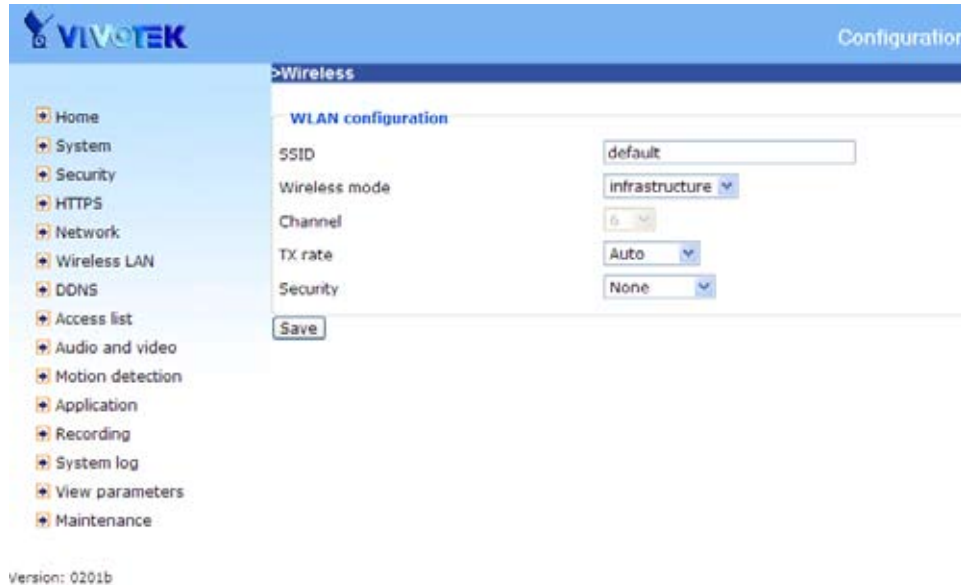 VIVOTEK
Configuration
>Wireless
Home
System
Security
HTTPS
Network
Wireless LAN
DDNS
Access list
Audio and video
Motion detection
Application
Recording
System log
View parameters
Maintenance
Version: 0201b
WLAN configuration
SSID default
Wireless mode infrastructure
Channel 6
TX rate Auto
Security None
Save